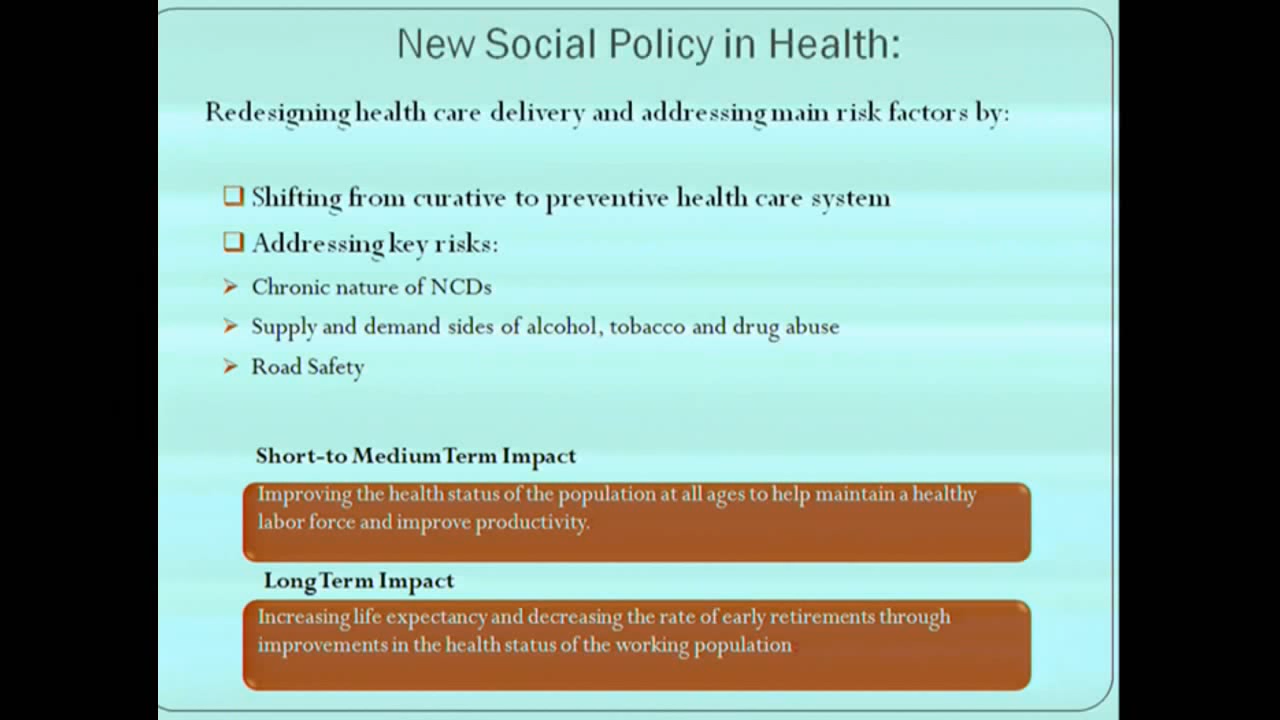 New Social Policy in Health:
Redesigning health care delivery and addressing main risk factors by:
Shifting from curative to preventive health care system
Addressing key risks:
Chronic nature of NCDs
Supply and demand sides of alcohol, tobacco and drug abuse
Road Safety
Short-to Medium Term Impact
Improving the health status of the population at all ages to help maintain a healthy
labor force and improve productivity.
Long Term Impact
Increasing life expectancy and decreasing the rate of early retirements through
improvements in the health status of the working population